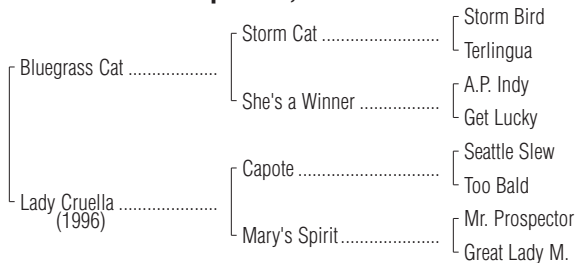 Storm Bird
Storm Cat ........................
Terlingua
Bluegrass Cat ..................
A.P. Indy
She's a Winner ................
Get Lucky
Seattle Slew
Capote .............................
Too Bald
Lady Cruella ....................
(1996)
Mr. Prospector
Mary's Spirit....................
Great Lady M.